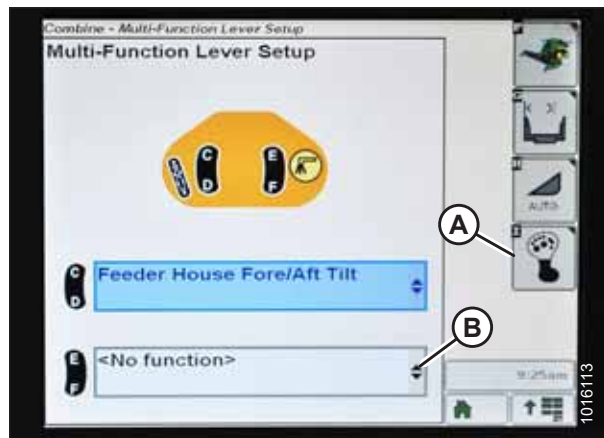 Combine - Multi-Function Lever Setup
Multi-Function Lever Setup
C
D
E
F
AUTO
A
C
D
Feeder House Fore/Aft Tilt
B
E
F
<No function>
9:25am
1016113